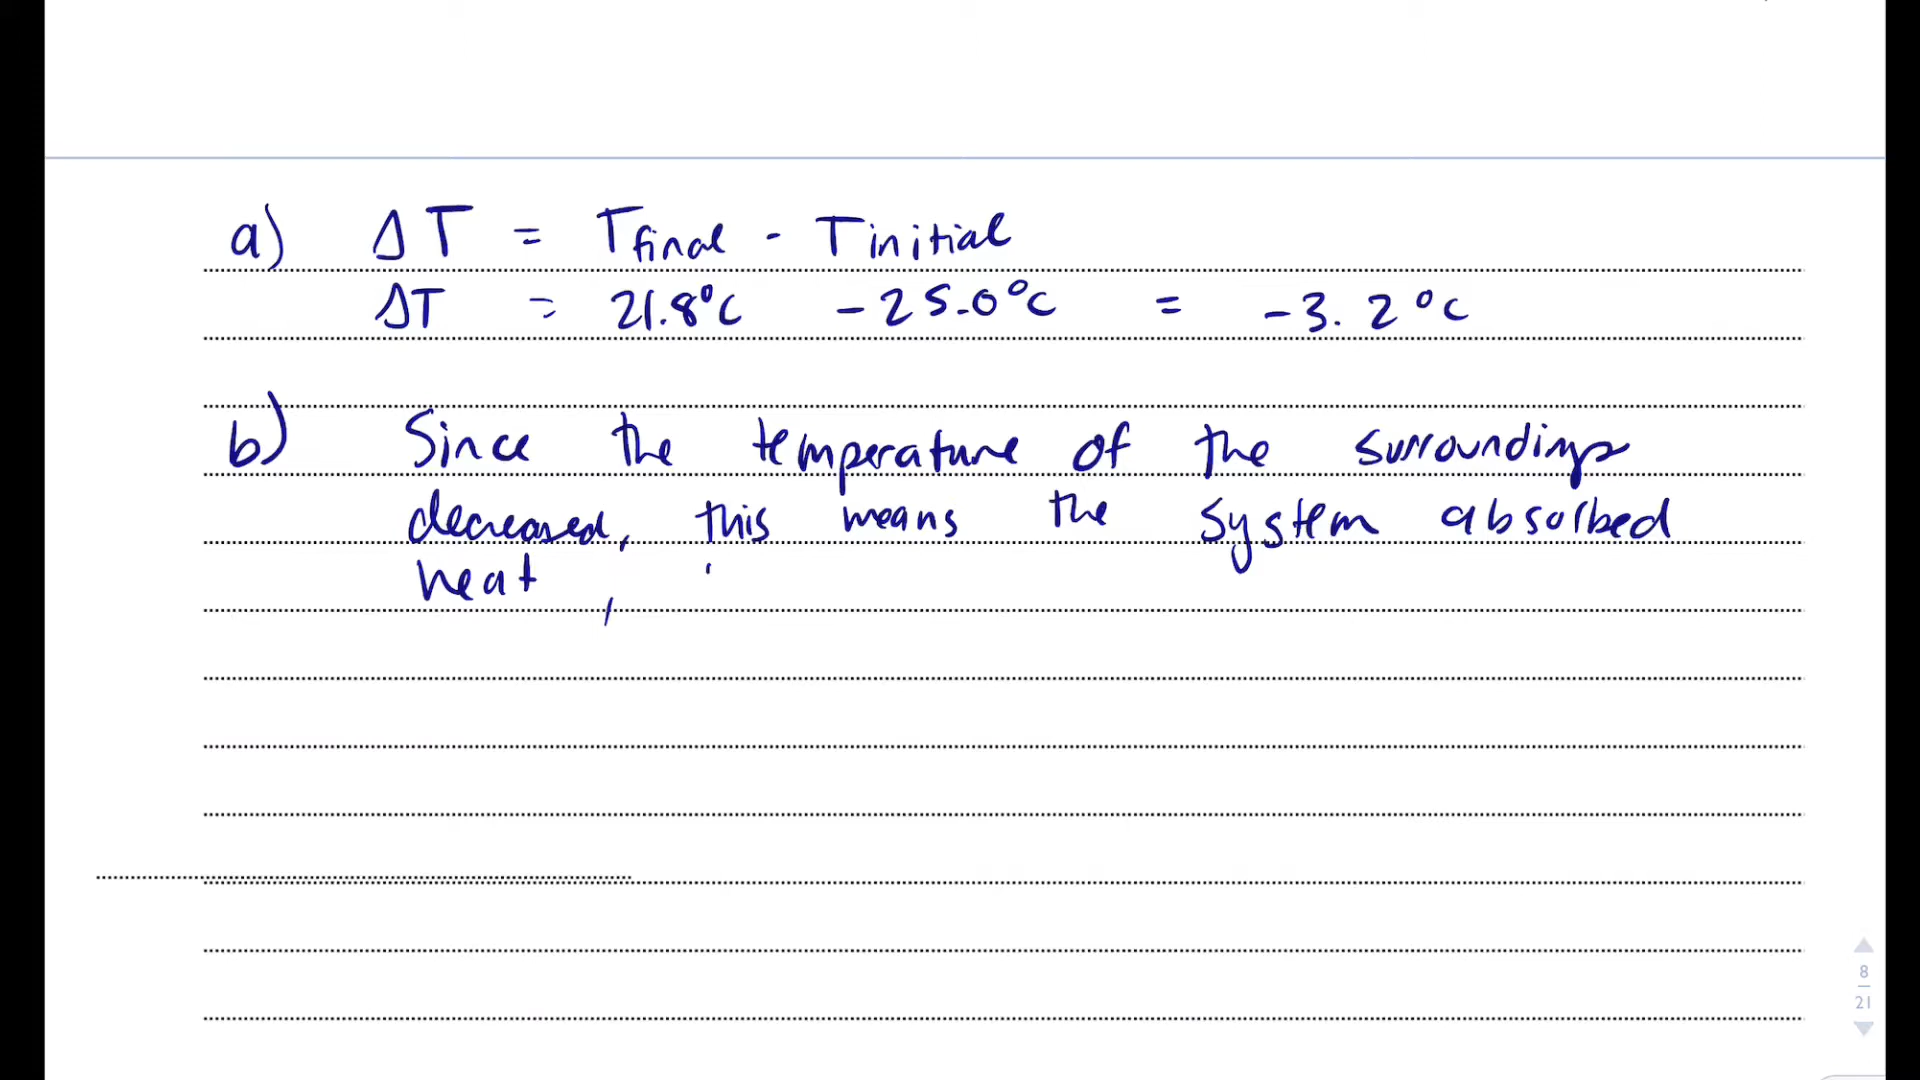 a) ΔT = Tfinal - Tinitial
ΔT = 21.8°C - 25.0°C = -3.2°C
b) Since the temperature of the surroundings
decreased, this means the system absorbed
heat,
8
21